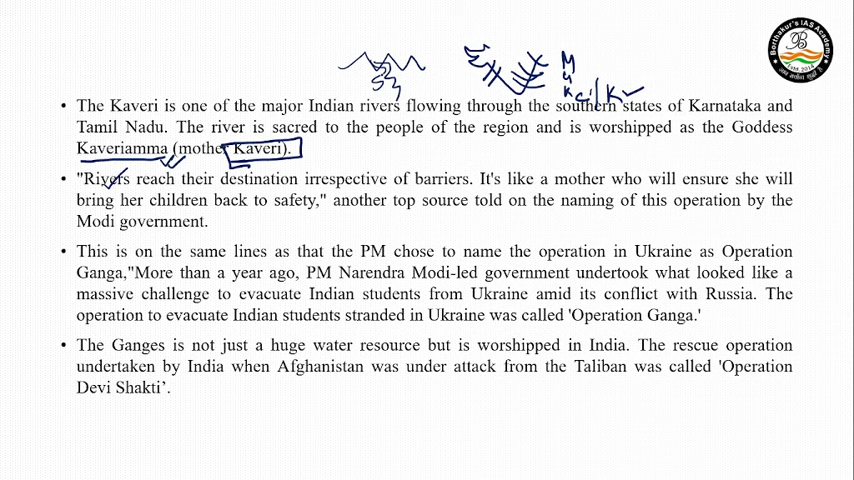 Borthakur's IAS Academy
B
M
u
K
C/K
• The Kaveri is one of the major Indian rivers flowing through the southern states of Karnataka and
Tamil Nadu. The river is sacred to the people of the region and is worshipped as the Goddess
Kaveriamma (mother Kaveri).
• "Rivers reach their destination irrespective of barriers. It's like a mother who will ensure she will
bring her children back to safety," another top source told on the naming of this operation by the
Modi government.
• This is on the same lines as that the PM chose to name the operation in Ukraine as Operation
Ganga,"More than a year ago, PM Narendra Modi-led government undertook what looked like a
massive challenge to evacuate Indian students from Ukraine amid its conflict with Russia. The
operation to evacuate Indian students stranded in Ukraine was called 'Operation Ganga.'
• The Ganges is not just a huge water resource but is worshipped in India. The rescue operation
undertaken by India when Afghanistan was under attack from the Taliban was called 'Operation
Devi Shakti'.